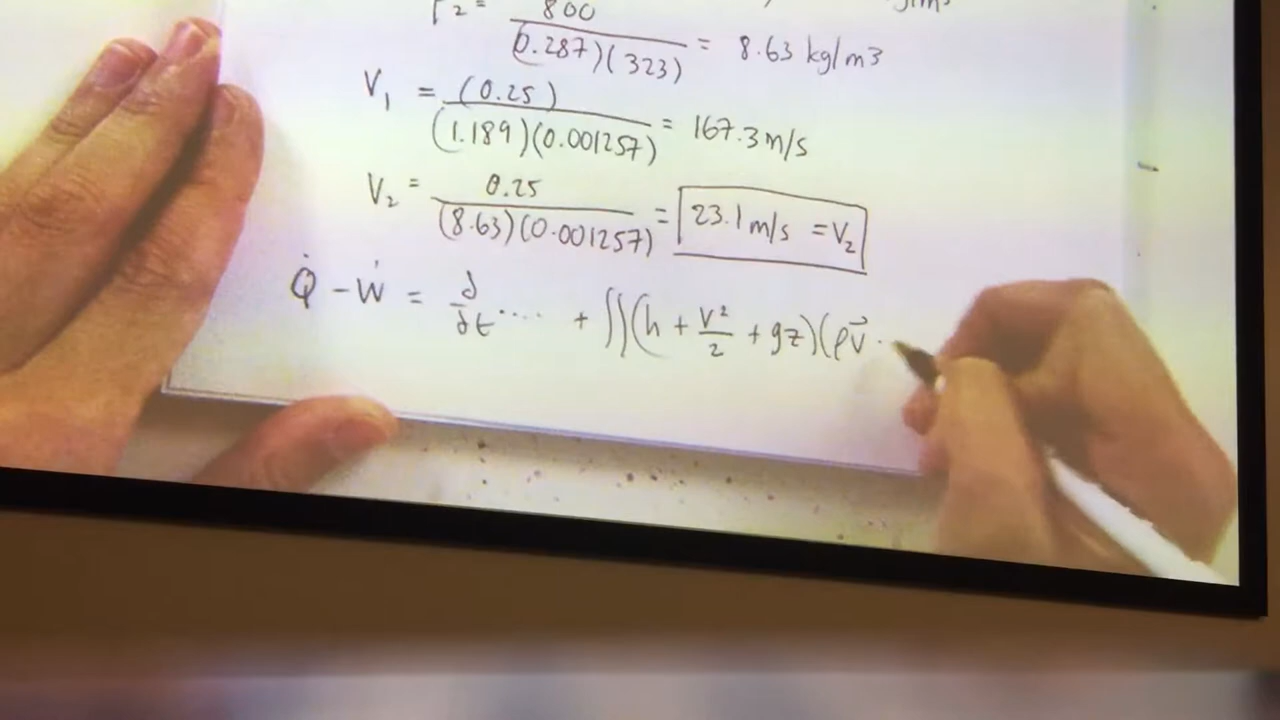 2 = 800 / (0.287)(323) = 8.63 kg/m3
V₁ = (0.25) / (1.189)(0.001257) = 167.3 m/s
V₂ = 0.25 / (8.63)(0.001257) = 23.1 m/s = V₂
Q̇ - Ẇ = ∂/∂t .... + ∬(h + V²/2 + gz)(ρv⃗ ·